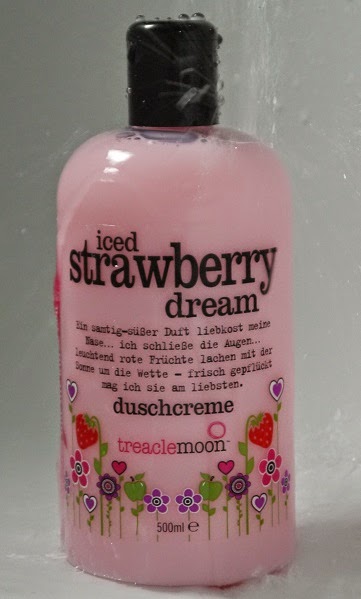 iced
strawberry
dream
Ein samtig-süßer Duft liebkost meine
Nase... ich schließe die Augen...
leuchtend rote Früchte lachen mit der
Sonne um die Wette - frisch gepflückt
mag ich sie am liebsten.
duschcreme
treaclemoon™
500ml e